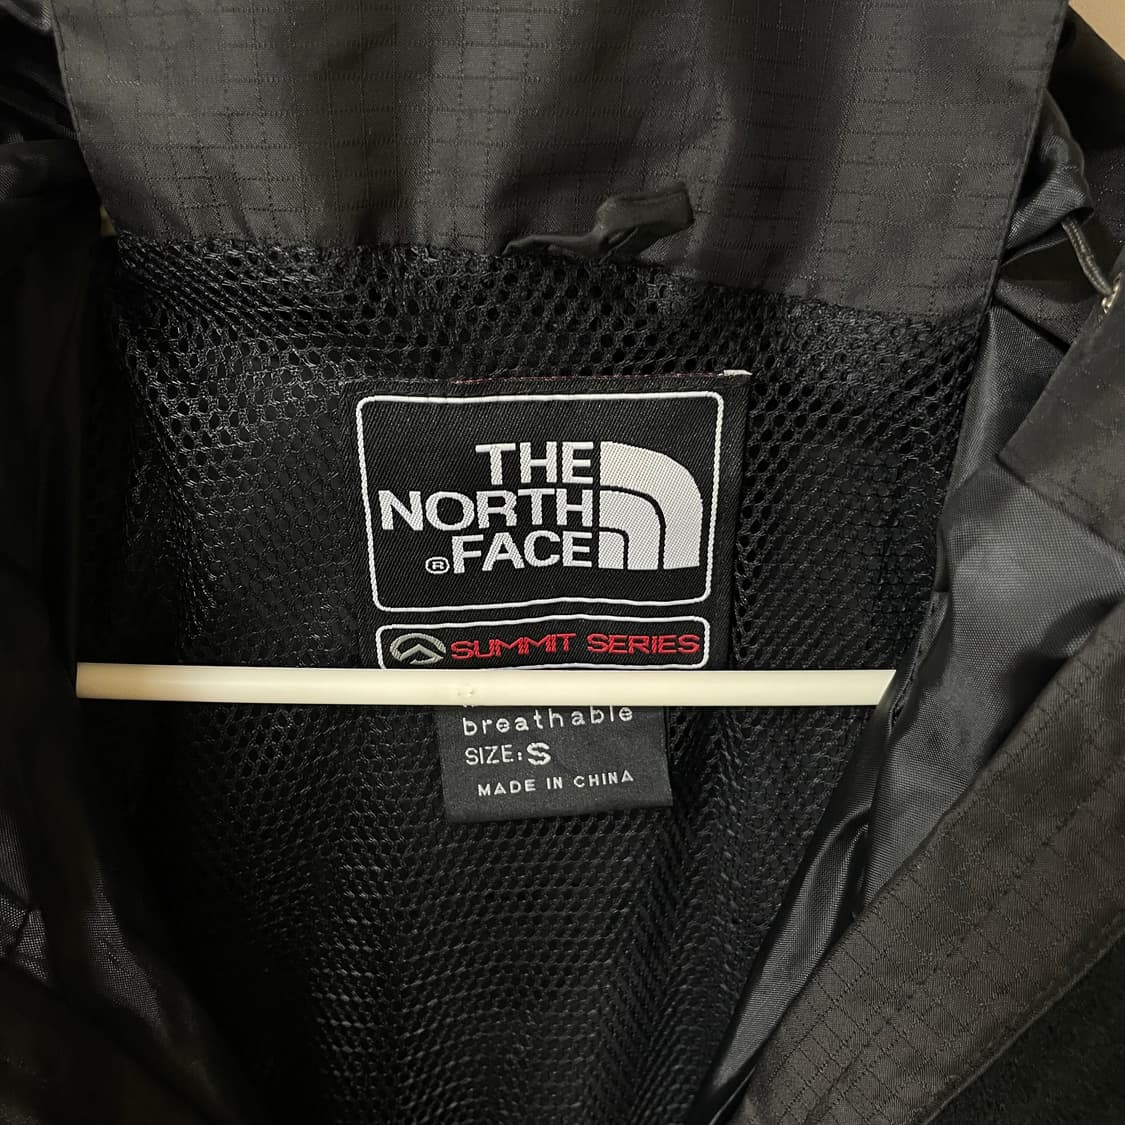 THE
NORTH
®FACE
SUMMIT SERIES
breathable
SIZE: S
MADE IN CHINA